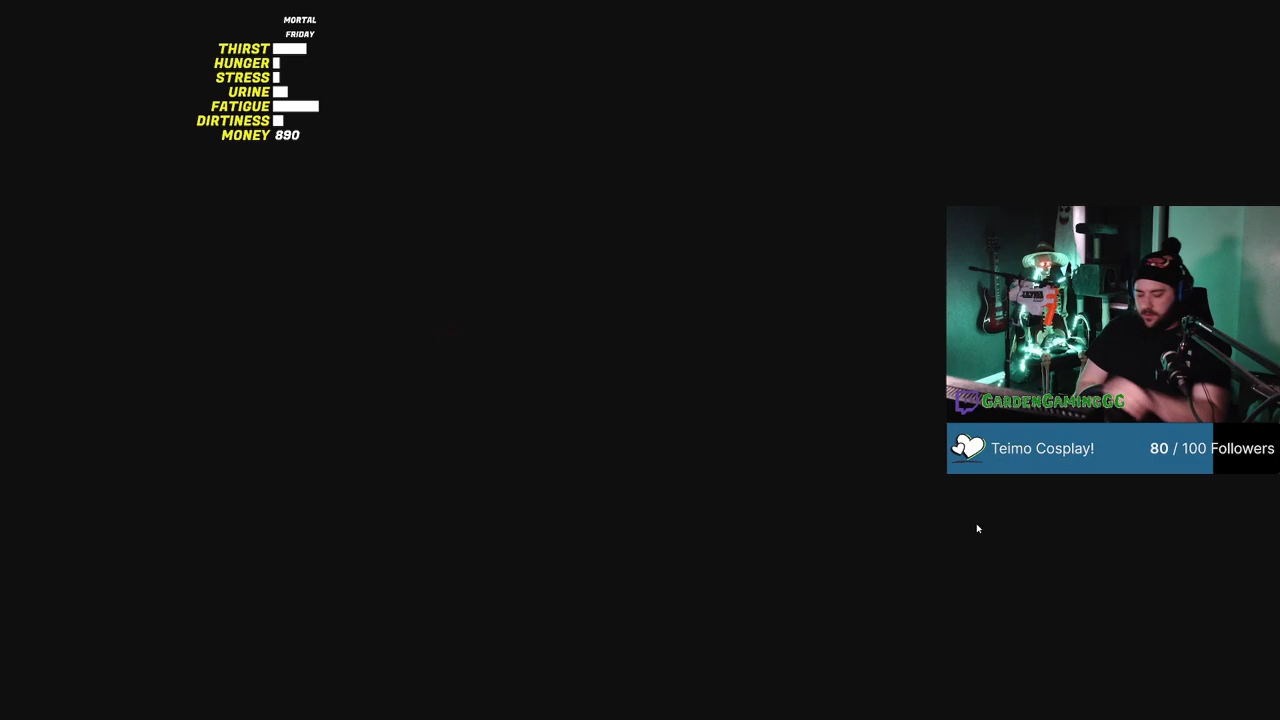 MORTAL
FRIDAY
THIRST
HUNGER
STRESS
URINE
FATIGUE
DIRTINESS
MONEY 890
GARDENGAMINGGC
Teimo Cosplay! 80 / 100 Followers